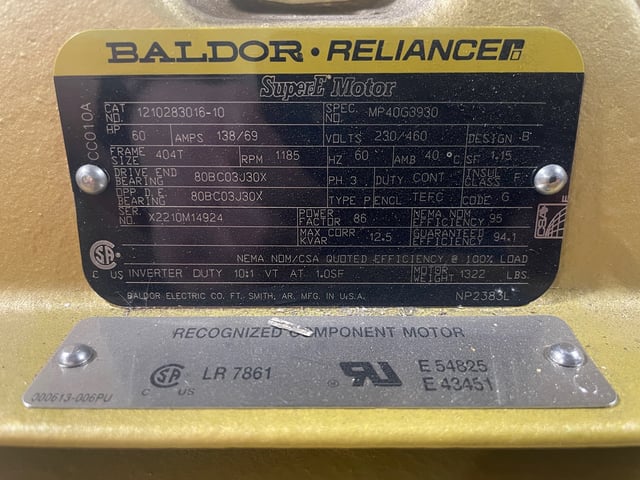 BALDOR · RELIANCE
Super-E Motor
CC010A
CAT. NO. 1210283016-10 SPEC. NO. MP40G3930
HP 60 AMPS 138/69 VOLTS 230/460 DESIGN B
FRAME SIZE 404T RPM 1185 HZ 60 AMB 40 °C SF 1.15
DRIVE END BEARING 80BC03J30X PH. 3 DUTY CONT INSUL. CLASS F
OPP D.E. BEARING 80BC03J30X TYPE P ENCL TEFC CODE G
SER. NO. X2210M14924 POWER FACTOR 86 NEMA NOM EFFICIENCY 95
MAX CORR KVAR 12.5 GUARANTEED EFFICIENCY 94.1
NEMA NOM/CSA QUOTED EFFICIENCY @ 100% LOAD
INVERTER DUTY 10:1 VT AT 1.0SF MOTOR WEIGHT 1322 LBS.
BALDOR ELECTRIC CO. FT. SMITH, AR. MFG. IN U.S.A. NP2383L
SA
C US
RECOGNIZED COMPONENT MOTOR
SA LR 7861 ® RU E 54825
C US E 43451
000613-006PU